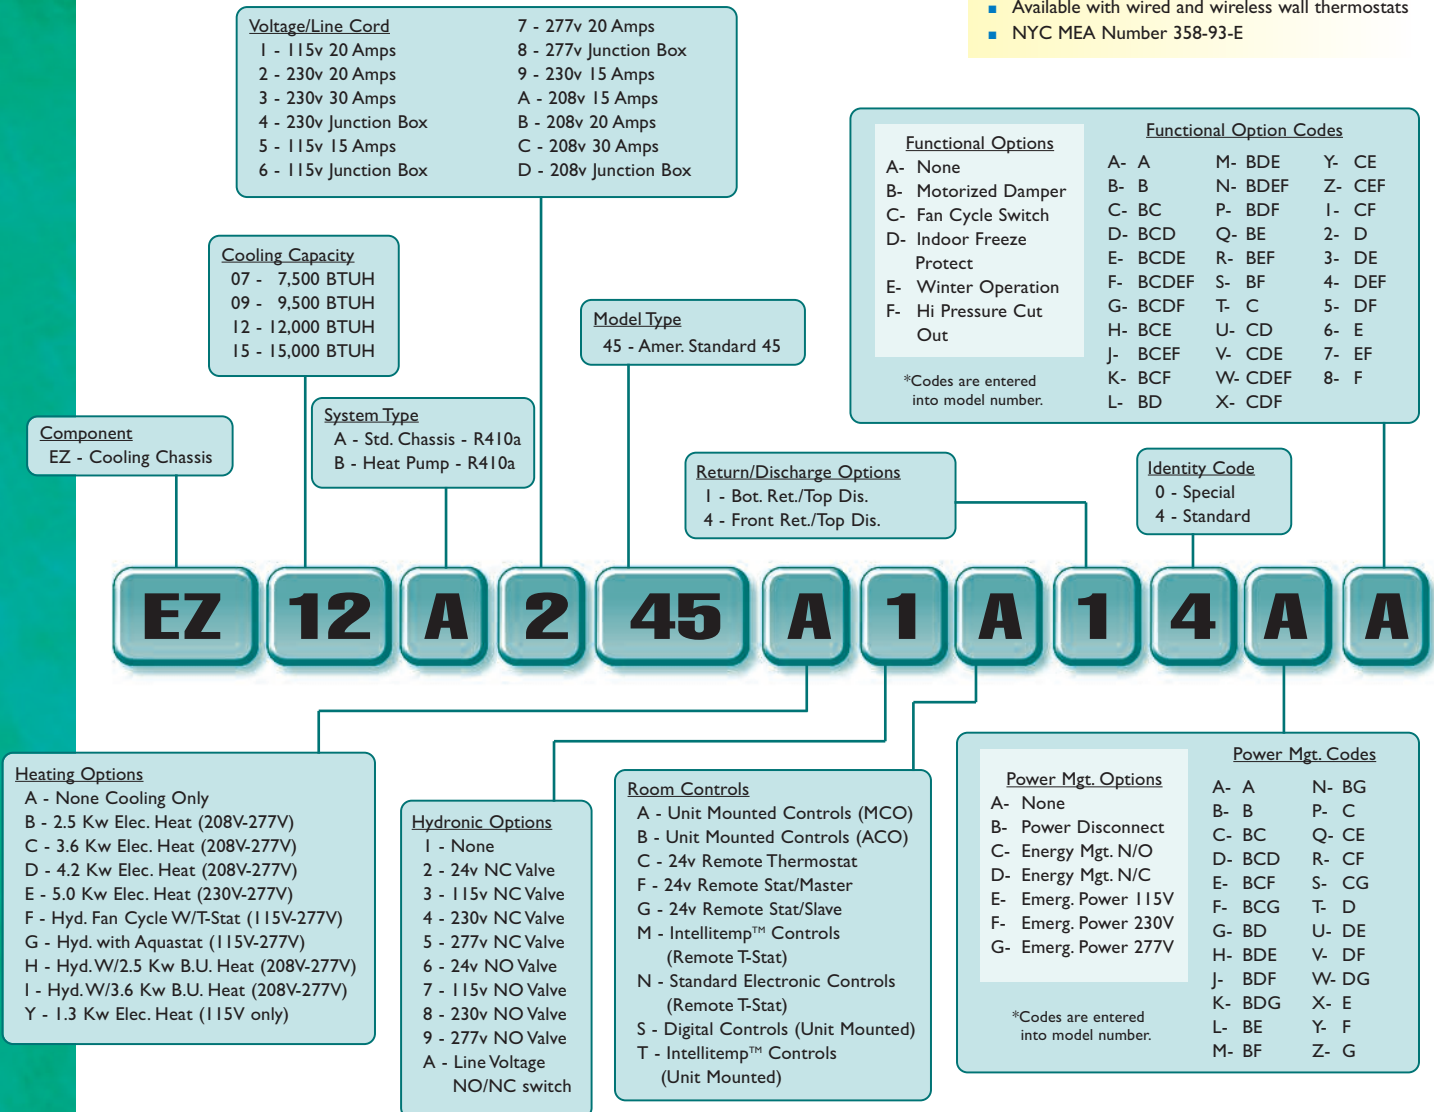 Available with wired and wireless wall thermostats
NYC MEA Number 358-93-E
Voltage/Line Cord
1 - 115v 20 Amps
2 - 230v 20 Amps
3 - 230v 30 Amps
4 - 230v Junction Box
5 - 115v 15 Amps
6 - 115v Junction Box
7 - 277v 20 Amps
8 - 277v Junction Box
9 - 230v 15 Amps
A - 208v 15 Amps
B - 208v 20 Amps
C - 208v 30 Amps
D - 208v Junction Box
Functional Options
A- None
B- Motorized Damper
C- Fan Cycle Switch
D- Indoor Freeze
Protect
E- Winter Operation
F- Hi Pressure Cut
Out
*Codes are entered
into model number.
Functional Option Codes
A- A
B- B
C- BC
D- BCD
E- BCDE
F- BCDEF
G- BCDF
H- BCE
J- BCEF
K- BCF
L- BD
M- BDE
N- BDEF
P- BDF
Q- BE
R- BEF
S- BF
T- C
U- CD
V- CDE
W- CDEF
X- CDF
Y- CE
Z- CEF
1- CF
2- D
3- DE
4- DEF
5- DF
6- E
7- EF
8- F
Cooling Capacity
07 - 7,500 BTUH
09 - 9,500 BTUH
12 - 12,000 BTUH
15 - 15,000 BTUH
Model Type
45 - Amer. Standard 45
System Type
A - Std. Chassis - R410a
B - Heat Pump - R410a
Component
EZ - Cooling Chassis
Return/Discharge Options
1 - Bot. Ret./Top Dis.
4 - Front Ret./Top Dis.
Identity Code
0 - Special
4 - Standard
EZ 12 A 2 45 A 1 A 1 4 A A
Heating Options
A - None Cooling Only
B - 2.5 Kw Elec. Heat (208V-277V)
C - 3.6 Kw Elec. Heat (208V-277V)
D - 4.2 Kw Elec. Heat (208V-277V)
E - 5.0 Kw Elec. Heat (230V-277V)
F - Hyd. Fan Cycle W/T-Stat (115V-277V)
G - Hyd. with Aquastat (115V-277V)
H - Hyd. W/2.5 Kw B.U. Heat (208V-277V)
I - Hyd. W/3.6 Kw B.U. Heat (208V-277V)
Y - 1.3 Kw Elec. Heat (115V only)
Hydronic Options
1 - None
2 - 24v NC Valve
3 - 115v NC Valve
4 - 230v NC Valve
5 - 277v NC Valve
6 - 24v NO Valve
7 - 115v NO Valve
8 - 230v NO Valve
9 - 277v NO Valve
A - Line Voltage
NO/NC switch
Room Controls
A - Unit Mounted Controls (MCO)
B - Unit Mounted Controls (ACO)
C - 24v Remote Thermostat
F - 24v Remote Stat/Master
G - 24v Remote Stat/Slave
M - Intellitemp™ Controls
(Remote T-Stat)
N - Standard Electronic Controls
(Remote T-Stat)
S - Digital Controls (Unit Mounted)
T - Intellitemp™ Controls
(Unit Mounted)
Power Mgt. Options
A- None
B- Power Disconnect
C- Energy Mgt. N/O
D- Energy Mgt. N/C
E- Emerg. Power 115V
F- Emerg. Power 230V
G- Emerg. Power 277V
*Codes are entered
into model number.
Power Mgt. Codes
A- A
B- B
C- BC
D- BCD
E- BCF
F- BCG
G- BD
H- BDE
J- BDF
K- BDG
L- BE
M- BF
N- BG
P- C
Q- CE
R- CF
S- CG
T- D
U- DE
V- DF
W- DG
X- E
Y- F
Z- G